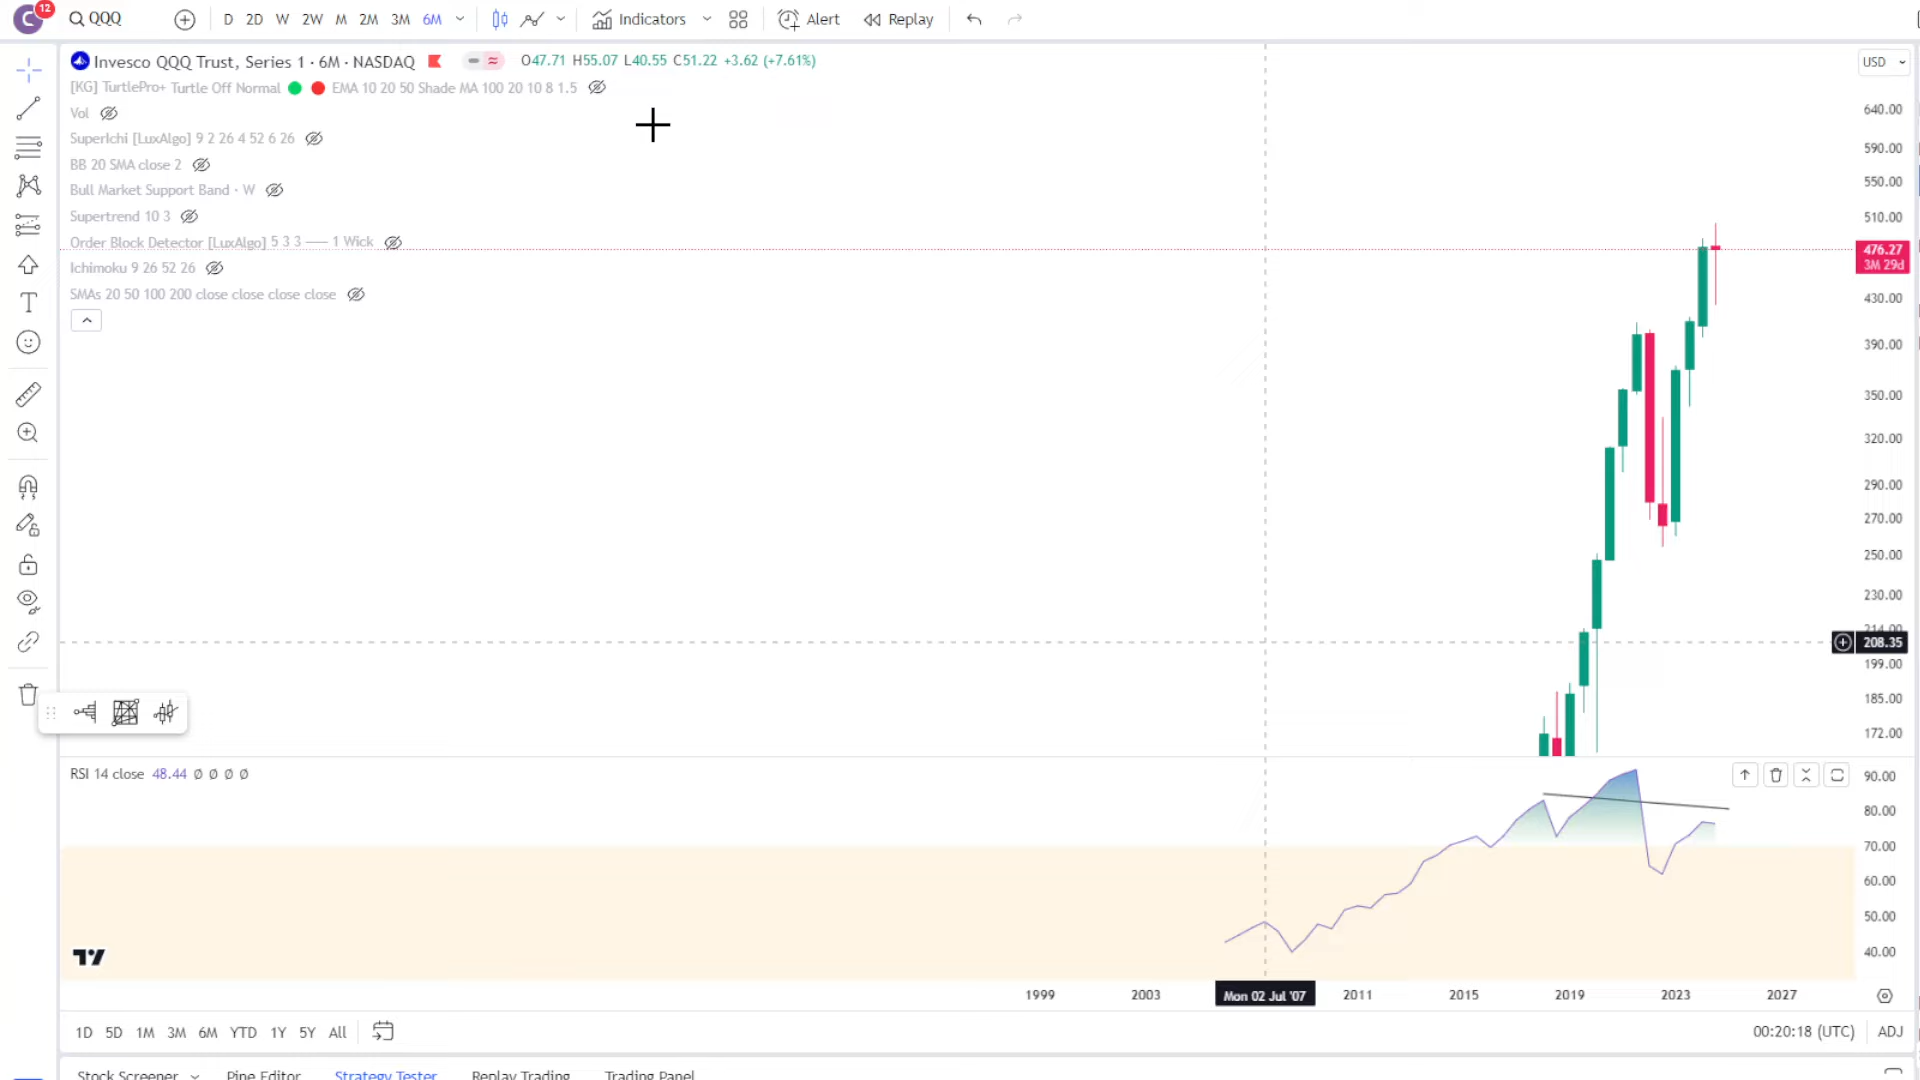 C 12 QQQ D 2D W 2W M 2M 3M 6M Indicators Alert Replay
Invesco QQQ Trust, Series 1 · 6M · NASDAQ O47.71 H55.07 L40.55 C51.22 +3.62 (+7.61%)
USD
[KG] TurtlePro+ Turtle Off Normal EMA 10 20 50 Shade MA 100 20 10 8 1.5
Vol
SuperIchi [LuxAlgo] 9 2 26 4 52 6 26
BB 20 SMA close 2
Bull Market Support Band · W
Supertrend 10 3
Order Block Detector [LuxAlgo] 5 3 3 —— 1 Wick
Ichimoku 9 26 52 26
SMAs 20 50 100 200 close close close close
640.00
590.00
550.00
510.00
476.27
3M 29d
430.00
390.00
350.00
320.00
290.00
270.00
250.00
230.00
214.00
208.35
199.00
185.00
172.00
RSI 14 close 48.44 Ø Ø Ø Ø
90.00
80.00
70.00
60.00
50.00
40.00
1999 2003 Mon 02 Jul '07 2011 2015 2019 2023 2027
1D 5D 1M 3M 6M YTD 1Y 5Y All 00:20:18 (UTC) ADJ
Stock Screener Pine Editor Strategy Tester Replay Trading Trading Panel